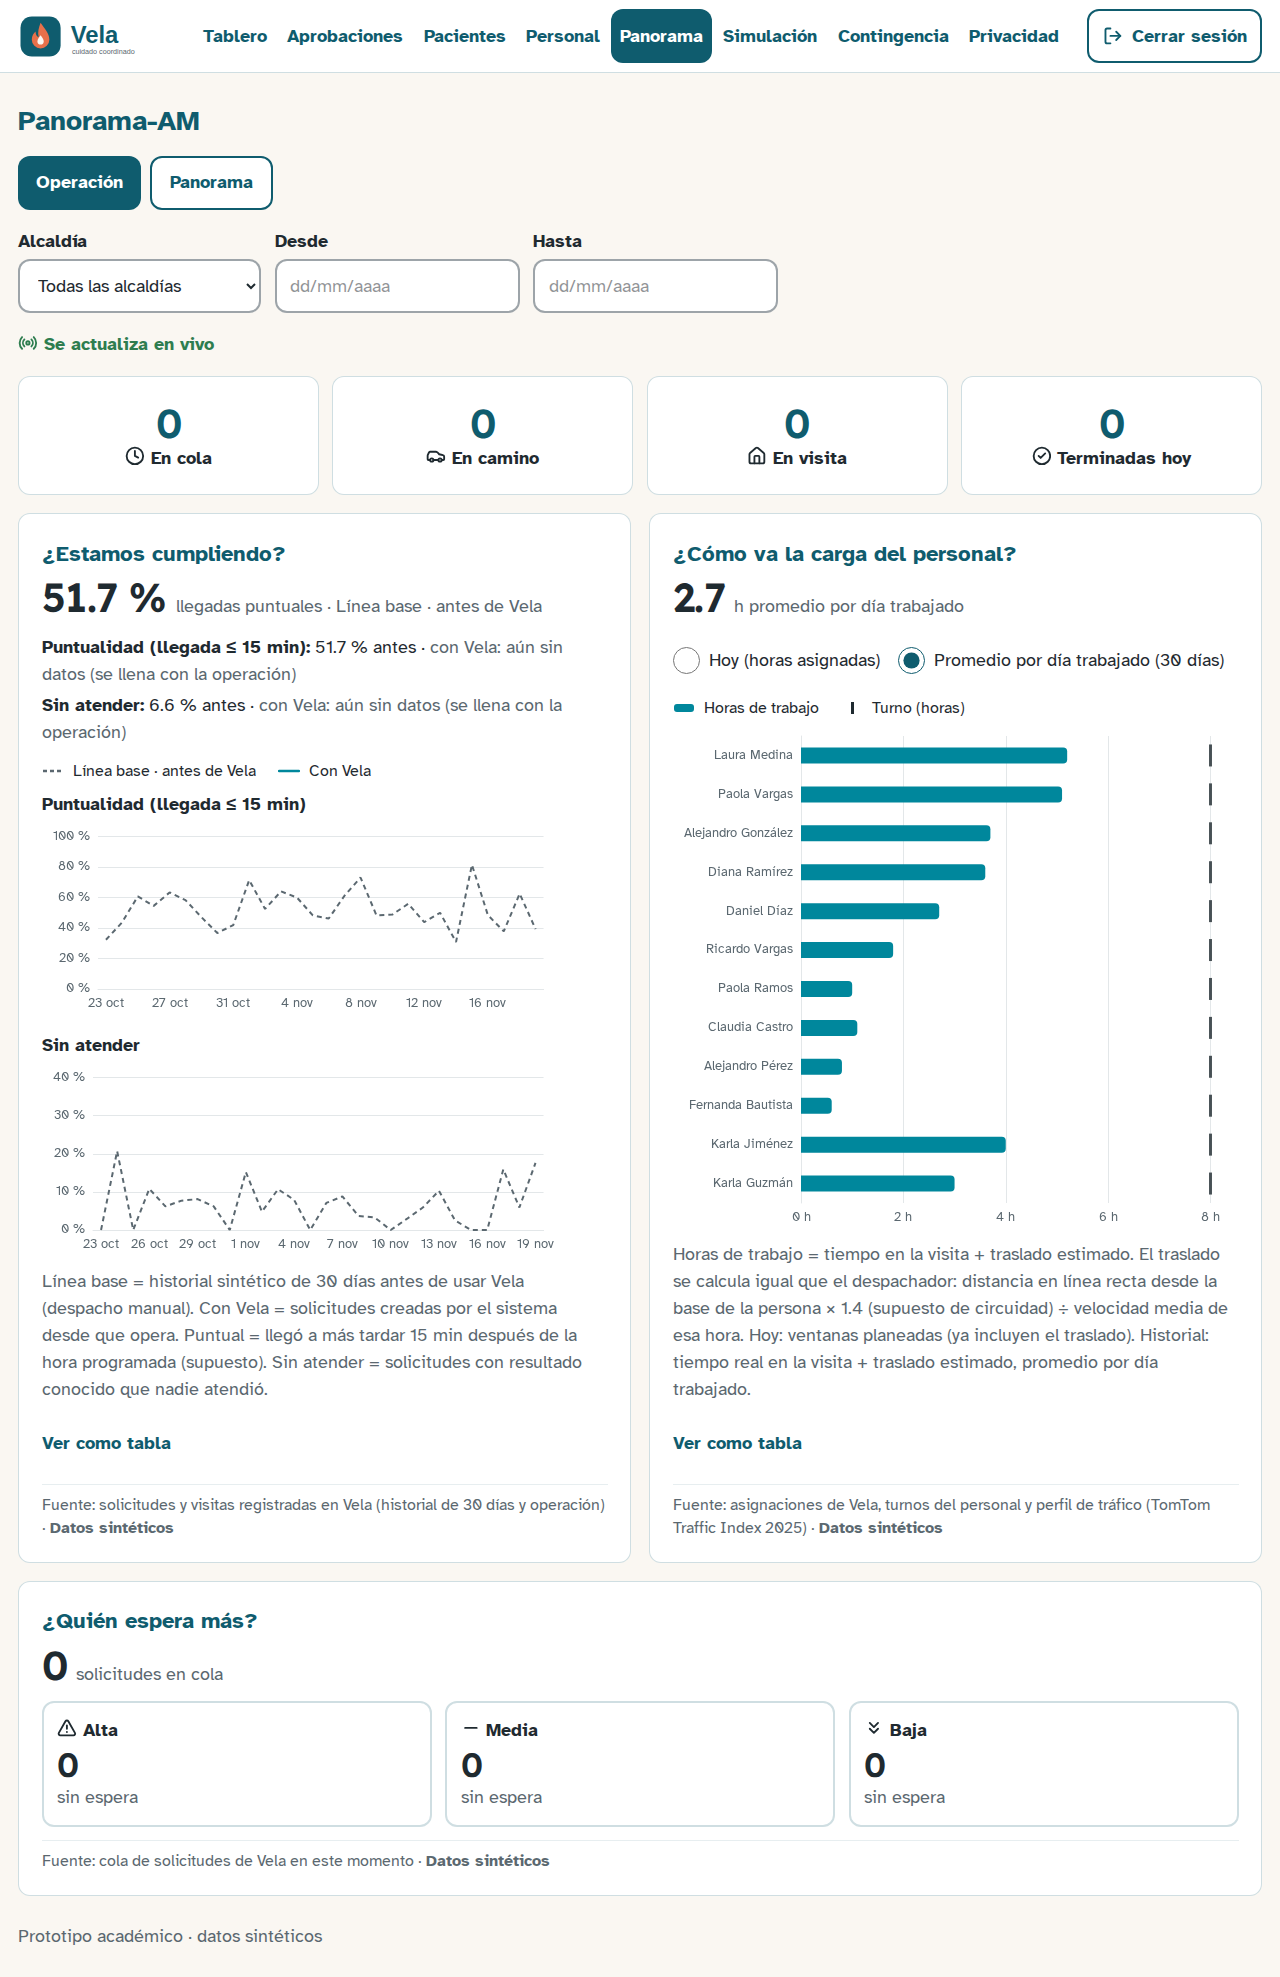 Vela
cuidado coordinado
Tablero
Aprobaciones
Pacientes
Personal
Panorama
Simulación
Contingencia
Privacidad
Cerrar sesión
Panorama-AM
Operación
Panorama
Alcaldía
Desde
Hasta
Todas las alcaldías
dd/mm/aaaa
dd/mm/aaaa
Se actualiza en vivo
0
En cola
0
En camino
0
En visita
0
Terminadas hoy
¿Estamos cumpliendo?
51.7 % llegadas puntuales · Línea base · antes de Vela
Puntualidad (llegada ≤ 15 min): 51.7 % antes · con Vela: aún sin
datos (se llena con la operación)
Sin atender: 6.6 % antes · con Vela: aún sin datos (se llena con la
operación)
Línea base · antes de Vela
Con Vela
Puntualidad (llegada ≤ 15 min)
100 %
80 %
60 %
40 %
20 %
0 %
23 oct
27 oct
31 oct
4 nov
8 nov
12 nov
16 nov
Sin atender
40 %
30 %
20 %
10 %
0 %
23 oct
26 oct
29 oct
1 nov
4 nov
7 nov
10 nov
13 nov
16 nov
19 nov
Línea base = historial sintético de 30 días antes de usar Vela
(despacho manual). Con Vela = solicitudes creadas por el sistema
desde que opera. Puntual = llegó a más tardar 15 min después de la
hora programada (supuesto). Sin atender = solicitudes con resultado
conocido que nadie atendió.
Ver como tabla
Fuente: solicitudes y visitas registradas en Vela (historial de 30 días y operación)
· Datos sintéticos
¿Cómo va la carga del personal?
2.7 h promedio por día trabajado
Hoy (horas asignadas)
Promedio por día trabajado (30 días)
Horas de trabajo
Turno (horas)
Laura Medina
Paola Vargas
Alejandro González
Diana Ramírez
Daniel Díaz
Ricardo Vargas
Paola Ramos
Claudia Castro
Alejandro Pérez
Fernanda Bautista
Karla Jiménez
Karla Guzmán
0 h
2 h
4 h
6 h
8 h
Horas de trabajo = tiempo en la visita + traslado estimado. El traslado
se calcula igual que el despachador: distancia en línea recta desde la
base de la persona × 1.4 (supuesto de circuidad) ÷ velocidad media de
esa hora. Hoy: ventanas planeadas (ya incluyen el traslado). Historial:
tiempo real en la visita + traslado estimado, promedio por día
trabajado.
Ver como tabla
Fuente: asignaciones de Vela, turnos del personal y perfil de tráfico (TomTom
Traffic Index 2025) · Datos sintéticos
¿Quién espera más?
0 solicitudes en cola
Alta
0
sin espera
Media
0
sin espera
Baja
0
sin espera
Fuente: cola de solicitudes de Vela en este momento · Datos sintéticos
Prototipo académico · datos sintéticos